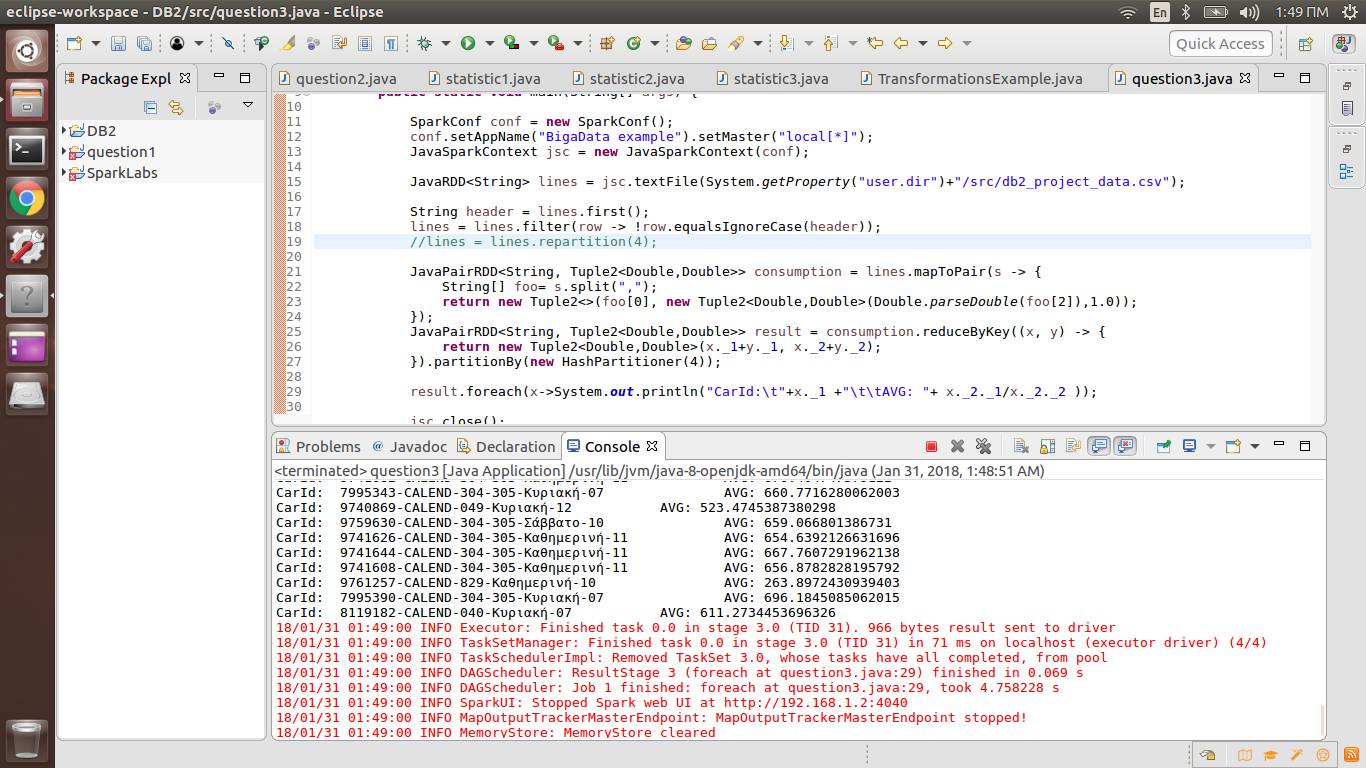 eclipse-workspace - DB2/src/question3.java - Eclipse
En
1:49 ΠΜ
Quick Access
Package Expl
DB2
question1
SparkLabs
question2.java
statistic1.java
statistic2.java
statistic3.java
TransformationsExample.java
question3.java
public static void main(String[] args) {
10
11 SparkConf conf = new SparkConf();
12 conf.setAppName("BigaData example").setMaster("local[*]");
13 JavaSparkContext jsc = new JavaSparkContext(conf);
14
15 JavaRDD<String> lines = jsc.textFile(System.getProperty("user.dir")+"/src/db2_project_data.csv");
16
17 String header = lines.first();
18 lines = lines.filter(row -> !row.equalsIgnoreCase(header));
19 //lines = lines.repartition(4);
20
21 JavaPairRDD<String, Tuple2<Double,Double>> consumption = lines.mapToPair(s -> {
22 String[] foo= s.split(",");
23 return new Tuple2<>(foo[0], new Tuple2<Double,Double>(Double.parseDouble(foo[2]),1.0));
24 });
25 JavaPairRDD<String, Tuple2<Double,Double>> result = consumption.reduceByKey((x, y) -> {
26 return new Tuple2<Double,Double>(x._1+y._1, x._2+y._2);
27 }).partitionBy(new HashPartitioner(4));
28
29 result.foreach(x->System.out.println("CarId:\t"+x._1 +"\t\tAVG: "+ x._2._1/x._2._2 ));
30
jsc.close();
Problems
@ Javadoc
Declaration
Console
<terminated> question3 [Java Application] /usr/lib/jvm/java-8-openjdk-amd64/bin/java (Jan 31, 2018, 1:48:51 AM)
CarId: 7995343-CALEND-304-305-Κυριακή-07 AVG: 660.7716280062003
CarId: 9740869-CALEND-049-Κυριακή-12 AVG: 523.4745387380298
CarId: 9759630-CALEND-304-305-Σάββατο-10 AVG: 659.066801386731
CarId: 9741626-CALEND-304-305-Καθημερινή-11 AVG: 654.6392126631696
CarId: 9741644-CALEND-304-305-Καθημερινή-11 AVG: 667.7607291962138
CarId: 9741608-CALEND-304-305-Καθημερινή-11 AVG: 656.8782828195792
CarId: 9761257-CALEND-829-Καθημερινή-10 AVG: 263.8972430939403
CarId: 7995390-CALEND-304-305-Κυριακή-07 AVG: 696.1845085062015
CarId: 8119182-CALEND-040-Κυριακή-07 AVG: 611.2734453696326
18/01/31 01:49:00 INFO Executor: Finished task 0.0 in stage 3.0 (TID 31). 966 bytes result sent to driver
18/01/31 01:49:00 INFO TaskSetManager: Finished task 0.0 in stage 3.0 (TID 31) in 71 ms on localhost (executor driver) (4/4)
18/01/31 01:49:00 INFO TaskSchedulerImpl: Removed TaskSet 3.0, whose tasks have all completed, from pool
18/01/31 01:49:00 INFO DAGScheduler: ResultStage 3 (foreach at question3.java:29) finished in 0.069 s
18/01/31 01:49:00 INFO DAGScheduler: Job 1 finished: foreach at question3.java:29, took 4.758228 s
18/01/31 01:49:00 INFO SparkUI: Stopped Spark web UI at http://192.168.1.2:4040
18/01/31 01:49:00 INFO MapOutputTrackerMasterEndpoint: MapOutputTrackerMasterEndpoint stopped!
18/01/31 01:49:00 INFO MemoryStore: MemoryStore cleared